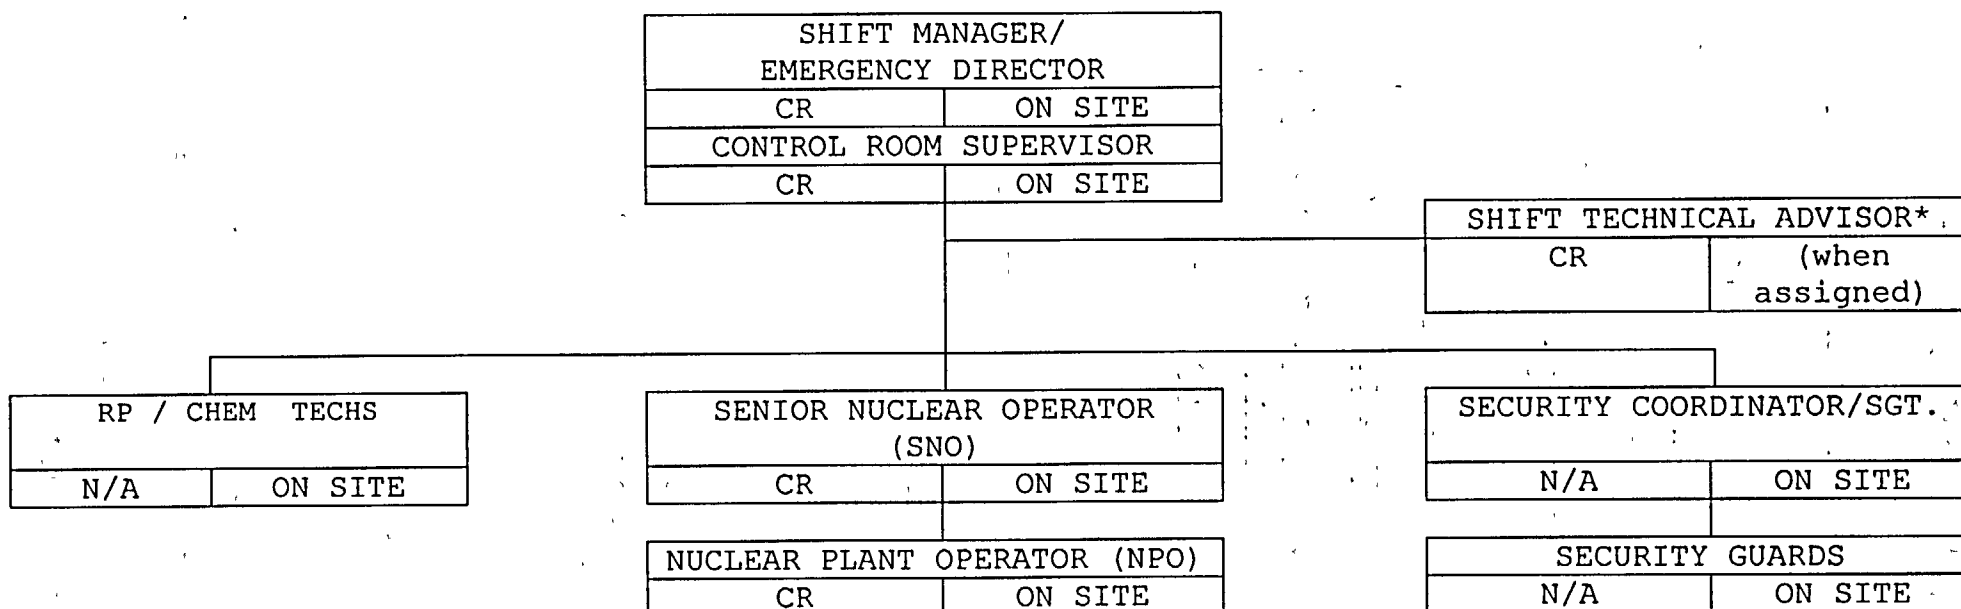 SHIFT MANAGER/
EMERGENCY DIRECTOR
CR ON SITE
CONTROL ROOM SUPERVISOR
CR ON SITE
SHIFT TECHNICAL ADVISOR*
CR (when
assigned)
RP / CHEM TECHS
N/A ON SITE
SENIOR NUCLEAR OPERATOR
(SNO)
CR ON SITE
SECURITY COORDINATOR/SGT.
N/A ON SITE
NUCLEAR PLANT OPERATOR (NPO)
CR ON SITE
SECURITY GUARDS
N/A ON SITE